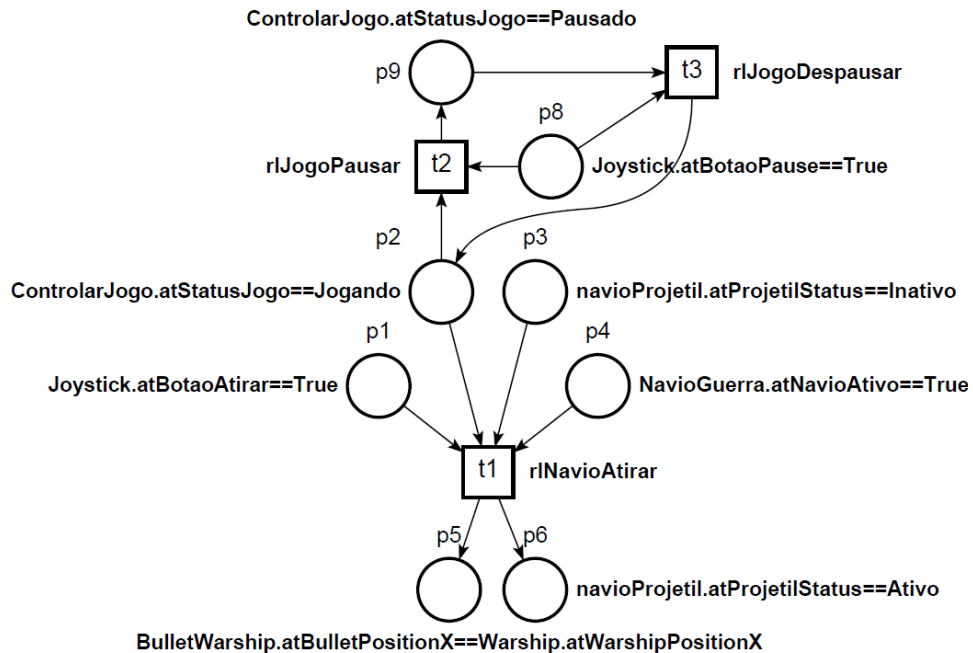 ControlarJogo.atStatusJogo==Pausado
p9
t3
rlJogoDespausar
p8
rlJogoPausar
t2
Joystick.atBotaoPause==True
p2
p3
ControlarJogo.atStatusJogo==Jogando
navioProjetil.atProjetilStatus==Inativo
p1
p4
Joystick.atBotaoAtirar==True
NavioGuerra.atNavioAtivo==True
t1
rlNavioAtirar
p5
p6
navioProjetil.atProjetilStatus==Ativo
BulletWarship.atBulletPositionX==Warship.atWarshipPositionX